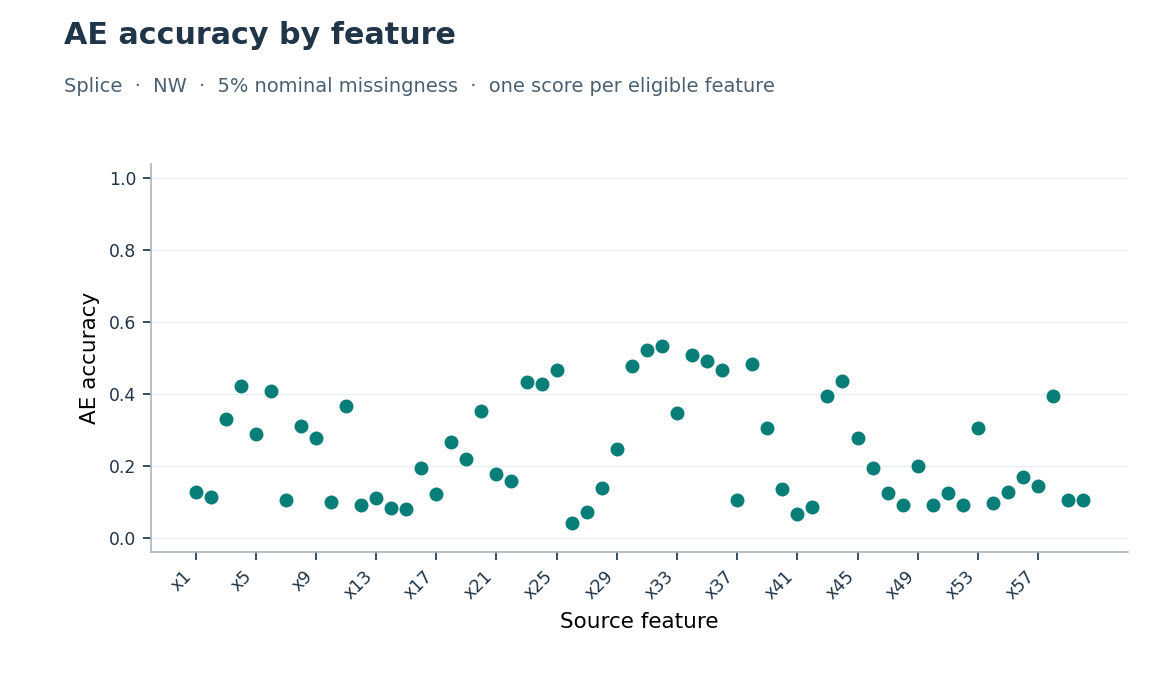 AE accuracy by feature
Splice · NW · 5% nominal missingness · one score per eligible feature
1.0
0.8
0.6
0.4
0.2
0.0
AE accuracy
x1 x5 x9 x13 x17 x21 x25 x29 x33 x37 x41 x45 x49 x53 x57
Source feature